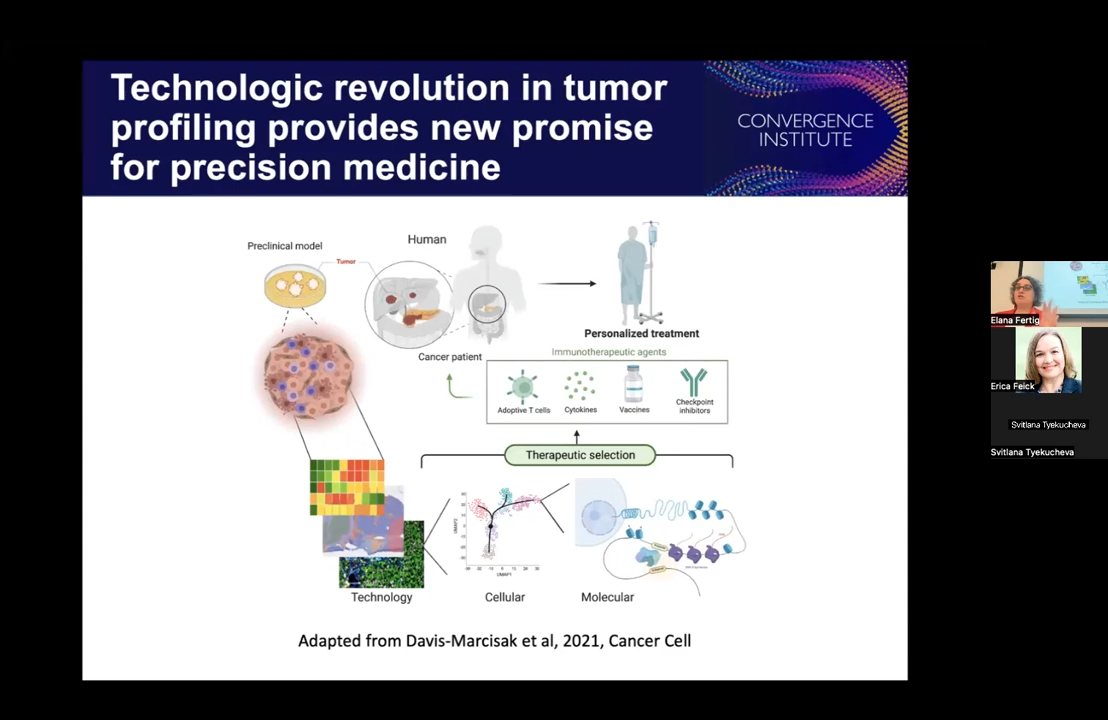 Technologic revolution in tumor
profiling provides new promise
for precision medicine
CONVERGENCE
INSTITUTE
Preclinical model
Human
Tumor
Cancer patient
Personalized treatment
Immunotherapeutic agents
Adoptive T cells
Cytokines
Vaccines
Checkpoint
inhibitors
Therapeutic selection
UMAP2
UMAP1
Technology
Cellular
Molecular
Adapted from Davis-Marcisak et al, 2021, Cancer Cell
Elana Fertig
Erica Feick
Svitlana Tyekucheva
Svitlana Tyekucheva